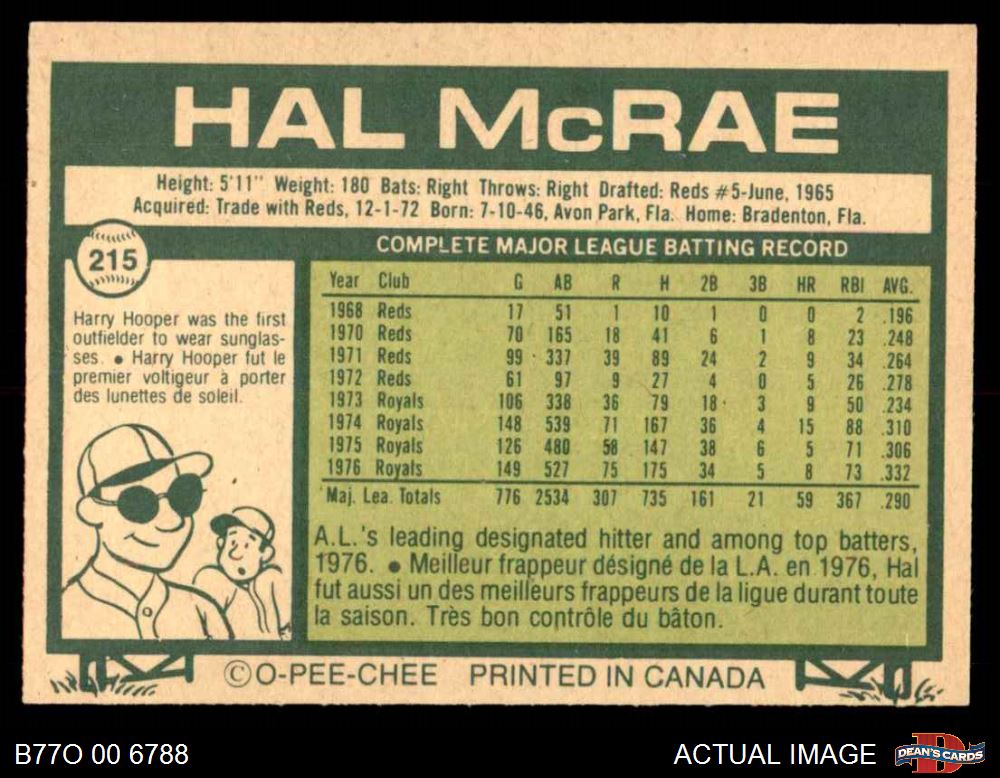 HAL McRAE
Height: 5'11" Weight: 180 Bats: Right Throws: Right Drafted: Reds #5-June, 1965
Acquired: Trade with Reds, 12-1-72 Born: 7-10-46, Avon Park, Fla. Home: Bradenton, Fla.
215
Harry Hooper was the first
outfielder to wear sunglas-
ses. ● Harry Hooper fut le
premier voltigeur à porter
des lunettes de soleil.
COMPLETE MAJOR LEAGUE BATTING RECORD
Year Club G AB R H 2B 3B HR RBI AVG.
1968 Reds 17 51 1 10 1 0 0 2 .196
1970 Reds 70 165 18 41 6 1 8 23 .248
1971 Reds 99 337 39 89 24 2 9 34 .264
1972 Reds 61 97 9 27 4 0 5 26 .278
1973 Royals 106 338 36 79 18 3 9 50 .234
1974 Royals 148 539 71 167 36 4 15 88 .310
1975 Royals 126 480 58 147 38 6 5 71 .306
1976 Royals 149 527 75 175 34 5 8 73 .332
Maj. Lea. Totals 776 2534 307 735 161 21 59 367 .290
A.L.'s leading designated hitter and among top batters,
1976. ● Meilleur frappeur désigné de la L.A. en 1976, Hal
fut aussi un des meilleurs frappeurs de la ligue durant toute
la saison. Très bon contrôle du bâton.
©O-PEE-CHEE PRINTED IN CANADA
B77O 00 6788
ACTUAL IMAGE
DEAN'S CARDS